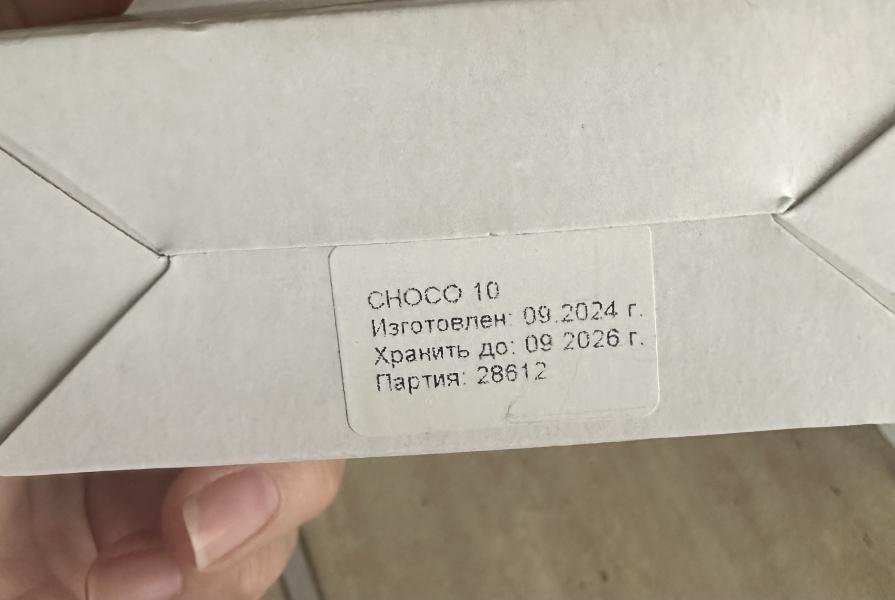 CHOCO 10
Изготовлен: 09.2024 г.
Хранить до: 09 2026 г.
Партия: 28612